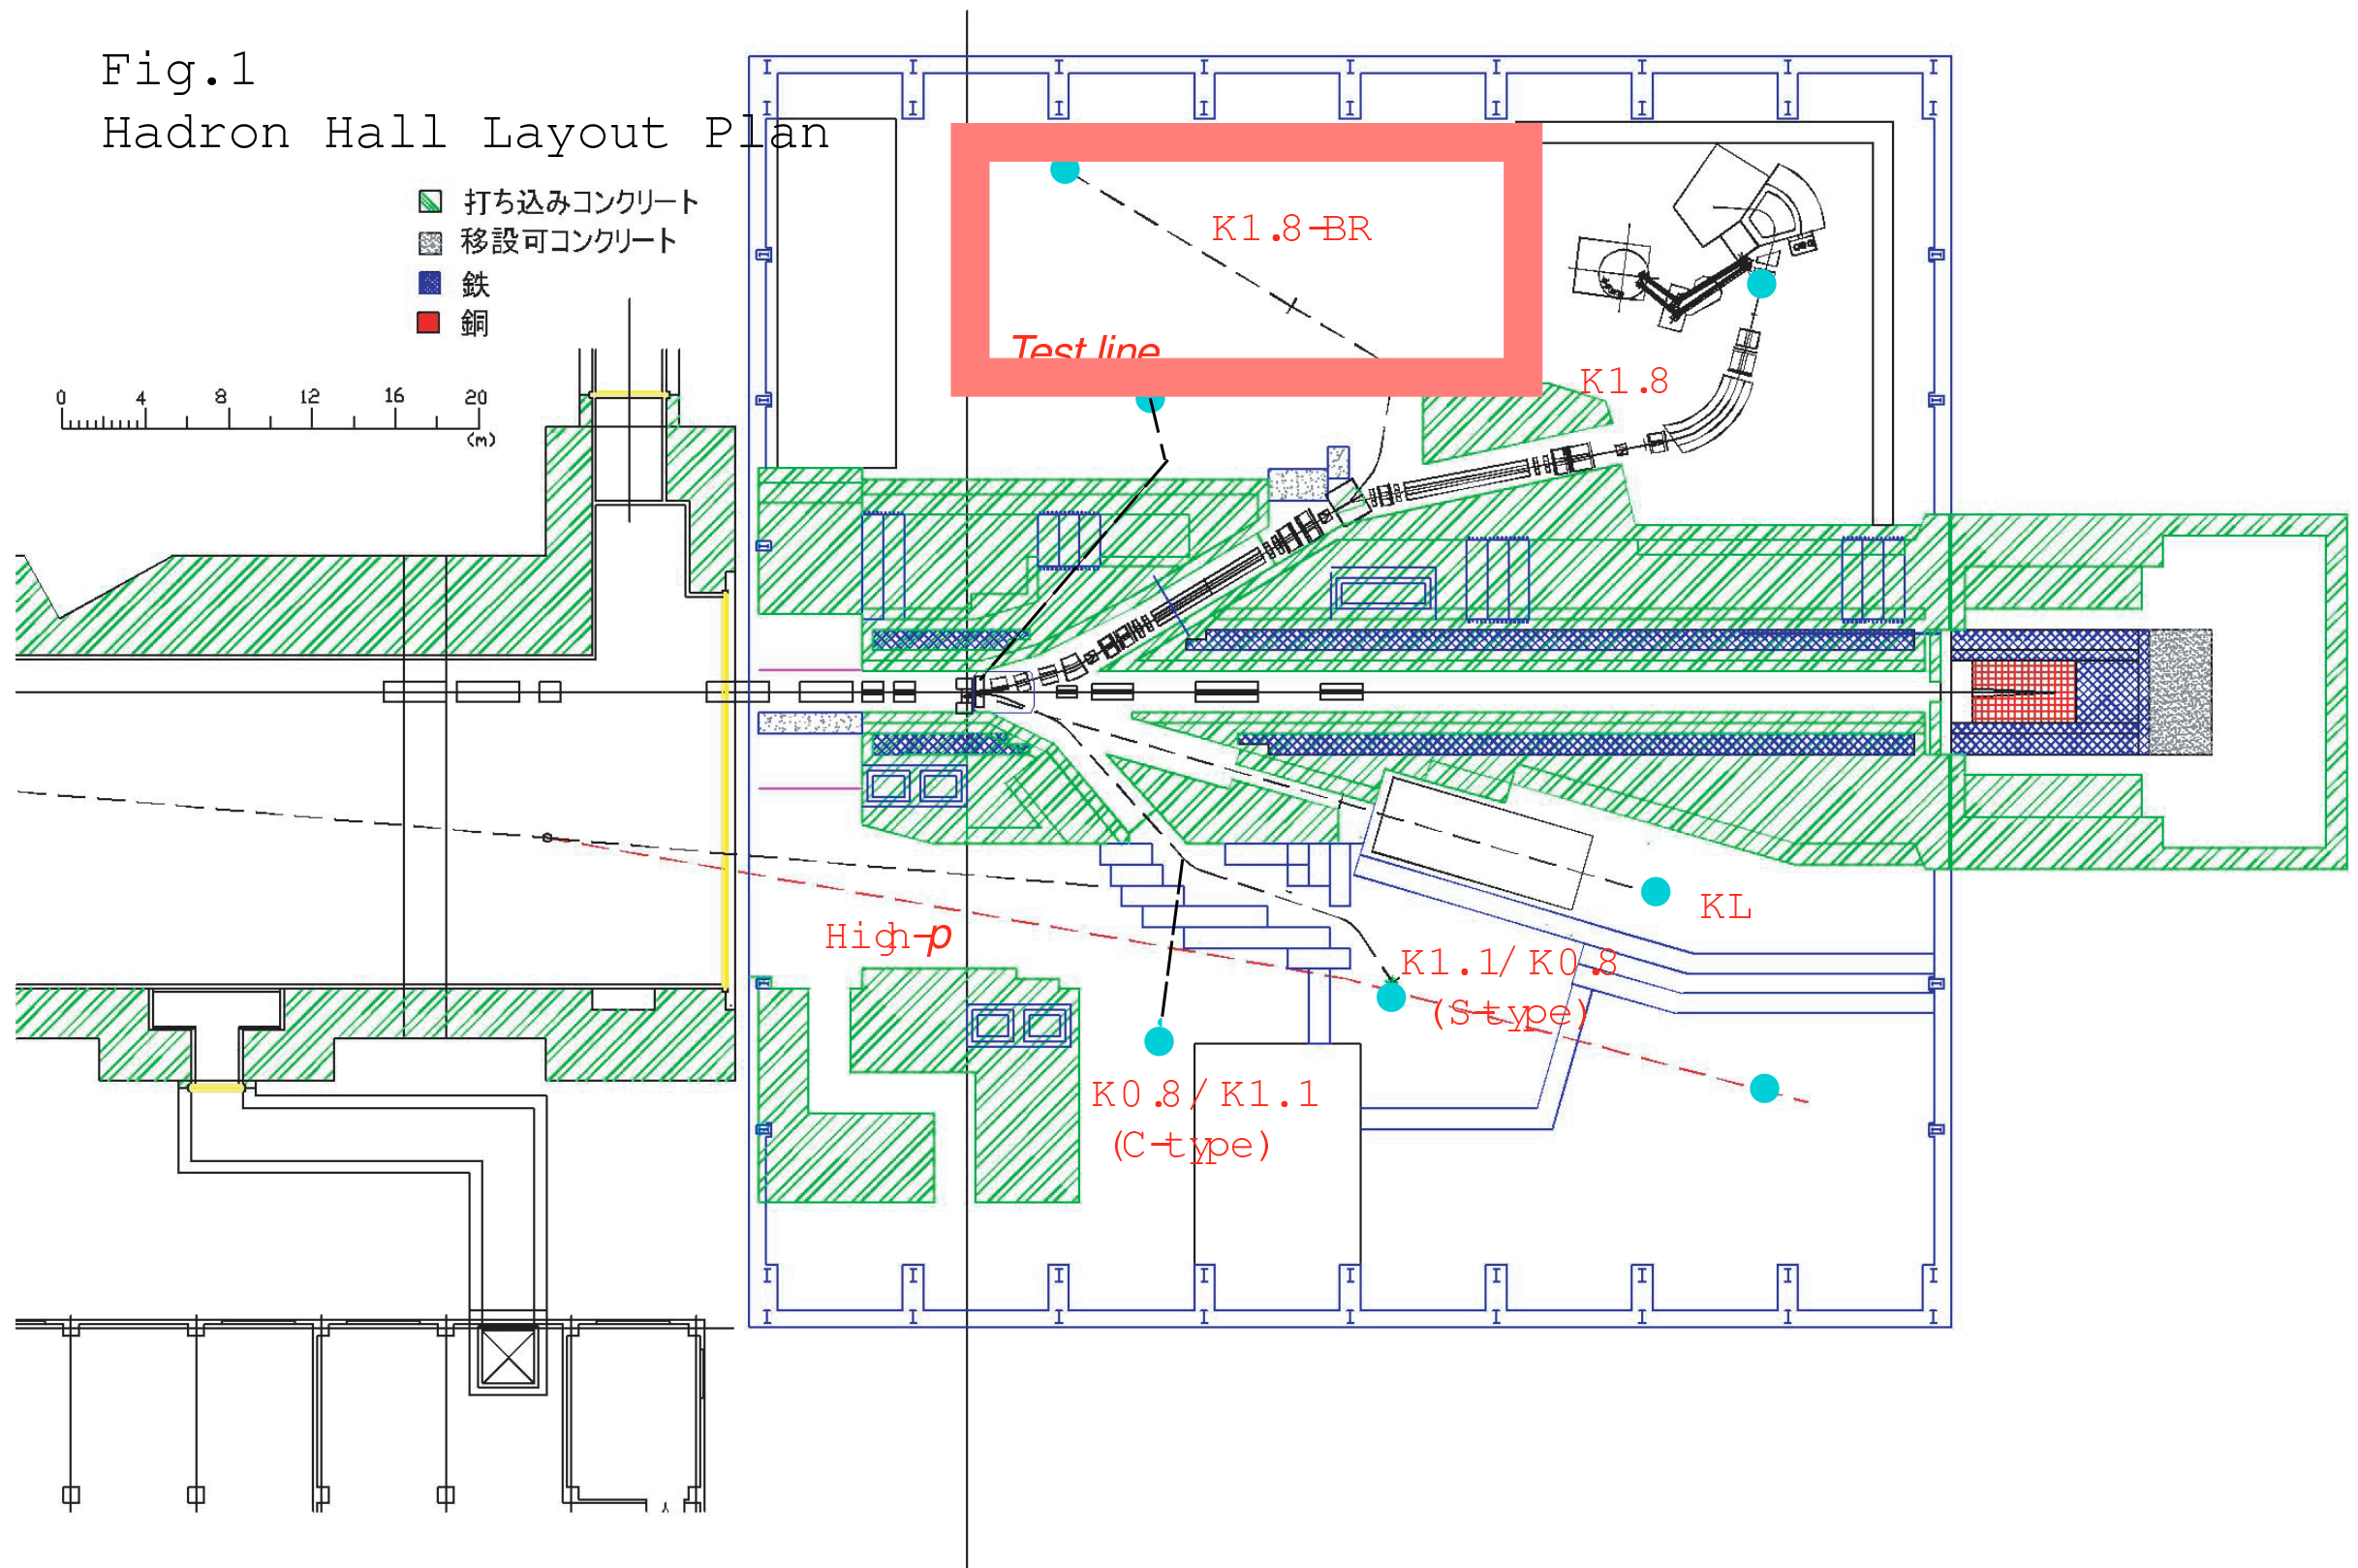 Fig.1
Hadron Hall Layout Plan
打ち込みコンクリート
移設可コンクリート
鉄
銅
0 4 8 12 16 20
(m)
K1.8-BR
Test line
K1.8
KL
High-p
K1.1/K0.8
(S-type)
K0.8/K1.1
(C-type)